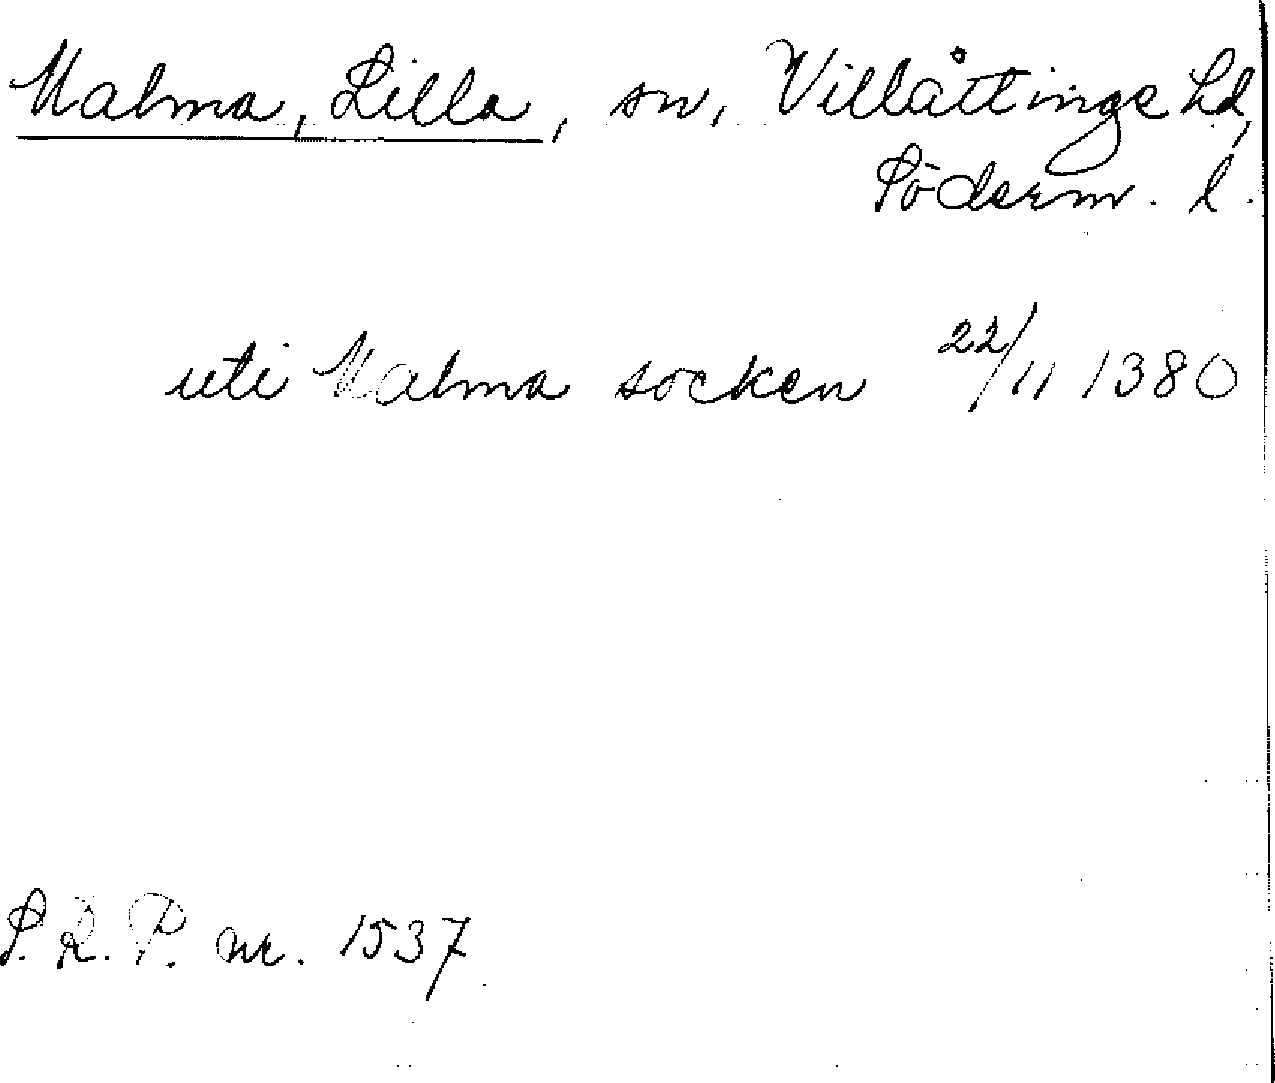 Malma, Lilla, sn, Villåttinge hd,
Söderm. l.
uti Malma socken 22/11 1380
S.R.P. nr. 1537